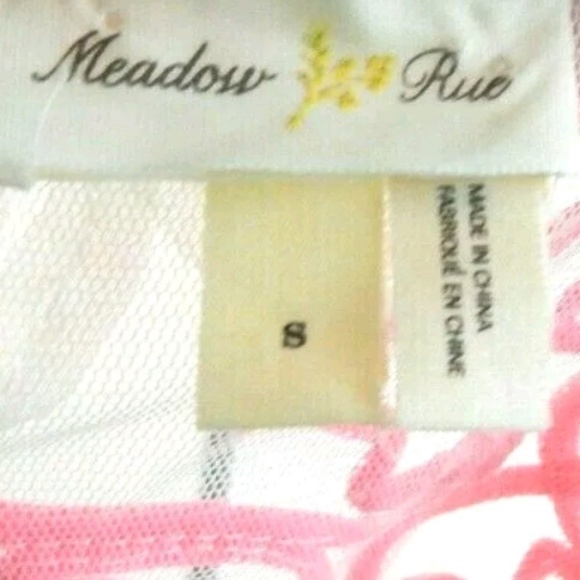 Meadow Rue
S
MADE IN CHINA
FABRIQUÉ EN CHINE